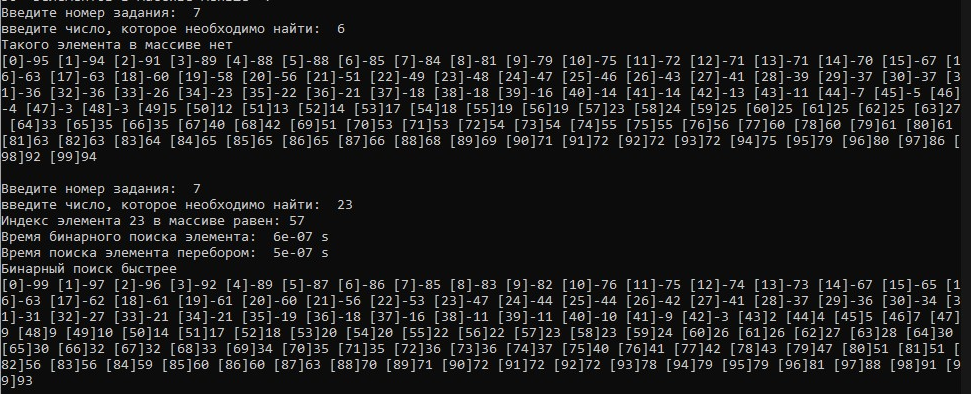 Введите номер задания:  7
введите число, которое необходимо найти:  6
Такого элемента в массиве нет
[0]-95 [1]-94 [2]-91 [3]-89 [4]-88 [5]-88 [6]-85 [7]-84 [8]-81 [9]-79 [10]-75 [11]-72 [12]-71 [13]-71 [14]-70 [15]-67 [1
6]-63 [17]-63 [18]-60 [19]-58 [20]-56 [21]-51 [22]-49 [23]-48 [24]-47 [25]-46 [26]-43 [27]-41 [28]-39 [29]-37 [30]-37 [3
1]-36 [32]-36 [33]-26 [34]-23 [35]-22 [36]-21 [37]-18 [38]-18 [39]-16 [40]-14 [41]-14 [42]-13 [43]-11 [44]-7 [45]-5 [46]
-4 [47]-3 [48]-3 [49]5 [50]12 [51]13 [52]14 [53]17 [54]18 [55]19 [56]19 [57]23 [58]24 [59]25 [60]25 [61]25 [62]25 [63]27
[64]33 [65]35 [66]35 [67]40 [68]42 [69]51 [70]53 [71]53 [72]54 [73]54 [74]55 [75]55 [76]56 [77]60 [78]60 [79]61 [80]61
[81]63 [82]63 [83]64 [84]65 [85]65 [86]65 [87]66 [88]68 [89]69 [90]71 [91]72 [92]72 [93]72 [94]75 [95]79 [96]80 [97]86 [
98]92 [99]94
Введите номер задания:  7
введите число, которое необходимо найти:  23
Индекс элемента 23 в массиве равен: 57
Время бинарного поиска элемента:  6e-07 s
Время поиска элемента перебором:  5e-07 s
Бинарный поиск быстрее
[0]-99 [1]-97 [2]-96 [3]-92 [4]-89 [5]-87 [6]-86 [7]-85 [8]-83 [9]-82 [10]-76 [11]-75 [12]-74 [13]-73 [14]-67 [15]-65 [1
6]-63 [17]-62 [18]-61 [19]-61 [20]-60 [21]-56 [22]-53 [23]-47 [24]-44 [25]-44 [26]-42 [27]-41 [28]-37 [29]-36 [30]-34 [3
1]-31 [32]-27 [33]-21 [34]-21 [35]-19 [36]-18 [37]-16 [38]-11 [39]-11 [40]-10 [41]-9 [42]-3 [43]2 [44]4 [45]5 [46]7 [47]
9 [48]9 [49]10 [50]14 [51]17 [52]18 [53]20 [54]20 [55]22 [56]22 [57]23 [58]23 [59]24 [60]26 [61]26 [62]27 [63]28 [64]30
[65]30 [66]32 [67]32 [68]33 [69]34 [70]35 [71]35 [72]36 [73]36 [74]37 [75]40 [76]41 [77]42 [78]43 [79]47 [80]51 [81]51 [
82]56 [83]56 [84]59 [85]60 [86]60 [87]63 [88]70 [89]71 [90]72 [91]72 [92]72 [93]78 [94]79 [95]79 [96]81 [97]88 [98]91 [9
9]93